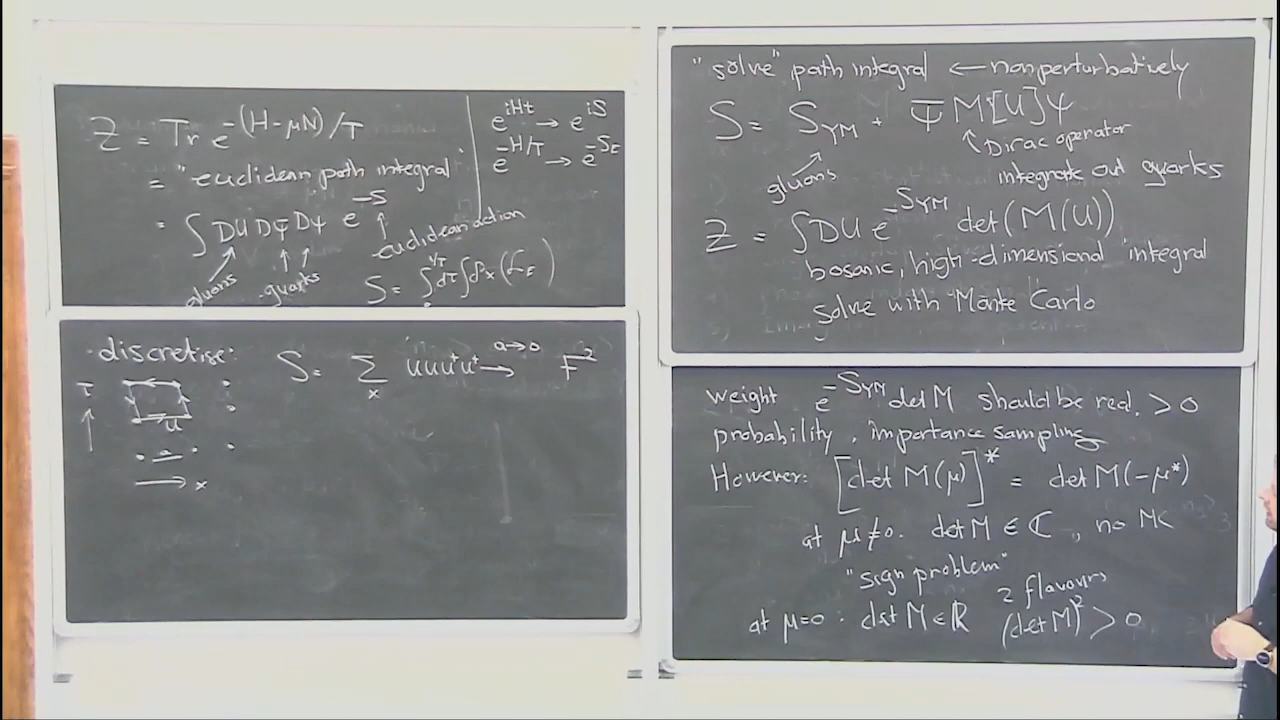 Z = Tr e^{-(H-μN)/T}
= "euclidean path integral"
= ∫DU Dψ̄ Dψ e^{-S}
gluons quarks euclidean action
S = ∫_0^{1/T} dτ ∫d³x (L_E)
e^{iHt} → e^{iS}
e^{-H/T} → e^{-S_E}
discretise:
S = Σ_x U U U⁺ U⁺ →^{a→0} F²
τ
U
a
x
"solve" path integral ← nonperturbatively
S = S_YM + Ψ̄ M[U] ψ
gluons Dirac operator
integrate out quarks
Z = ∫DU e^{-S_YM} det(M(U))
bosonic, high-dimensional integral
solve with Monte Carlo
weight e^{-S_YM} det M should be real, > 0
probability, importance sampling
However: [det M(μ)]^* = det M(-μ^*)
at μ≠0. det M ∈ ℂ, no MC
"sign problem"
2 flavours
at μ=0: det M ∈ ℝ (det M)² > 0